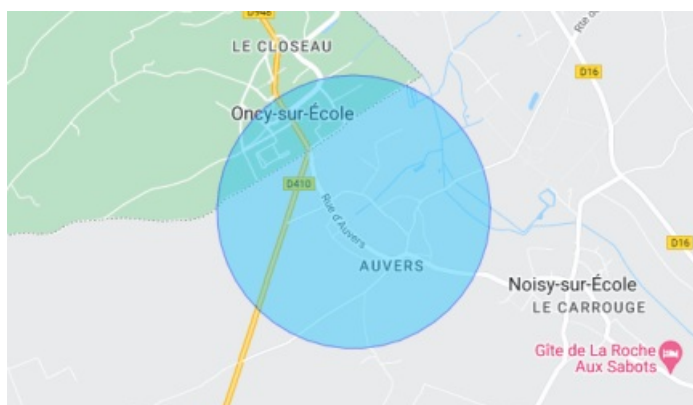 D948
LE CLOSEAU
Rte d
D16
Oncy-sur-École
D410
Rue d'Auvers
D16
AUVERS
Noisy-sur-École
LE CARROUGE
Gîte de La Roche
Aux Sabots